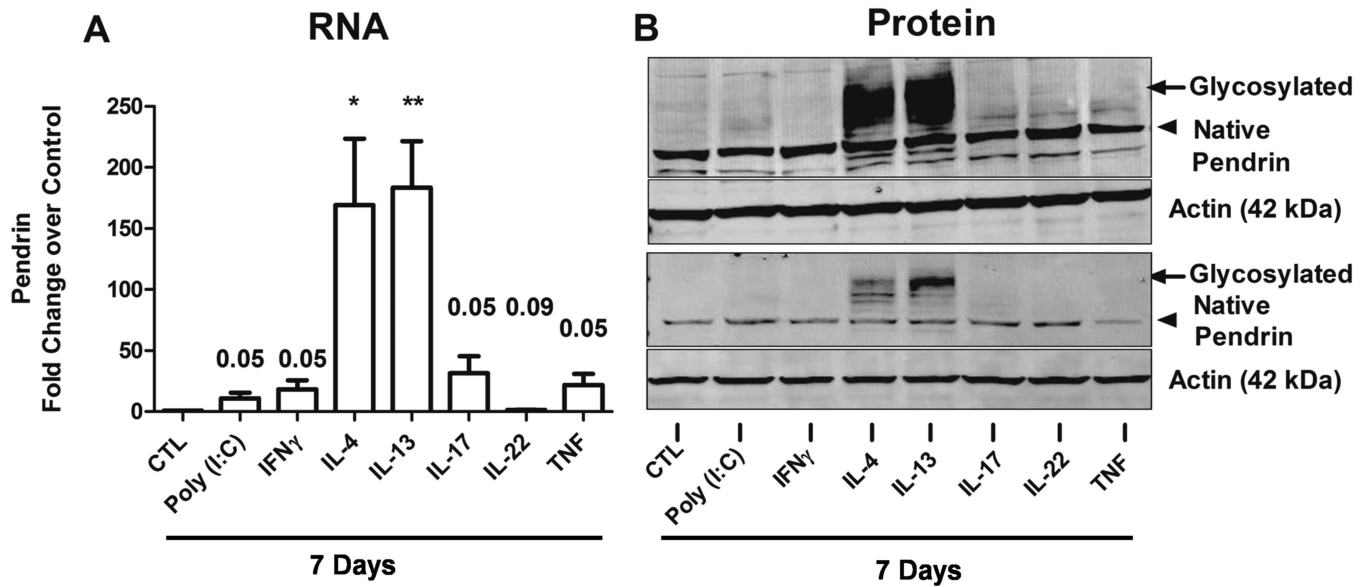 A
RNA
Pendrin
Fold Change over Control
250
200
150
100
50
0
0.05
0.05
*
**
0.05
0.09
0.05
CTL
Poly (I:C)
IFNγ
IL-4
IL-13
IL-17
IL-22
TNF
7 Days
B
Protein
Glycosylated
Native
Pendrin
Actin (42 kDa)
Glycosylated
Native
Pendrin
Actin (42 kDa)
CTL
Poly (I:C)
IFNγ
IL-4
IL-13
IL-17
IL-22
TNF
7 Days